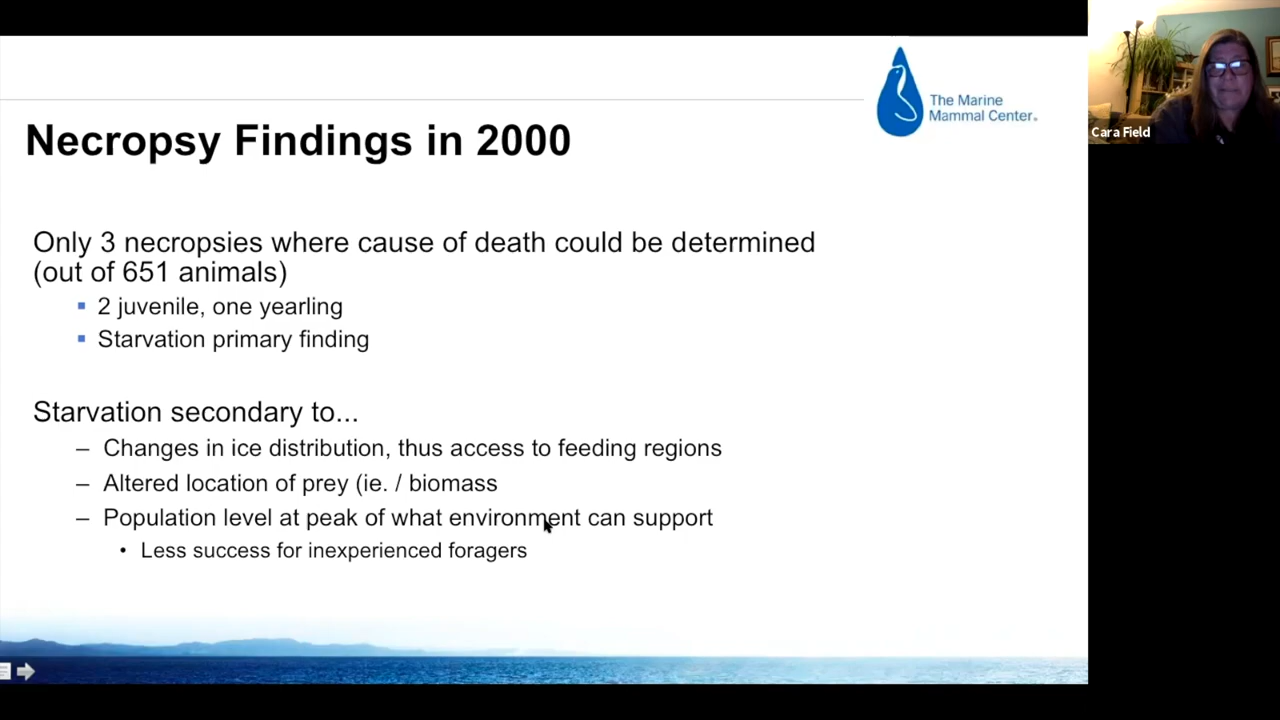 The Marine
Mammal Center®
Cara Field
Necropsy Findings in 2000
Only 3 necropsies where cause of death could be determined
(out of 651 animals)
▪ 2 juvenile, one yearling
▪ Starvation primary finding
Starvation secondary to...
– Changes in ice distribution, thus access to feeding regions
– Altered location of prey (ie. / biomass
– Population level at peak of what environment can support
• Less success for inexperienced foragers